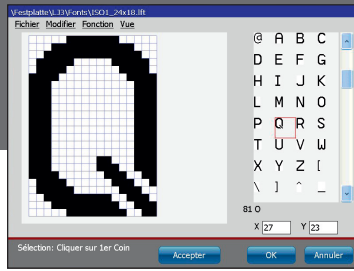 \Festplatte\LJ3\Fonts\ISO1_24x18.lft
Fichier Modifier Fonction Vue
@ A B C
D E F G
H I J K
L M N O
P Q R S
T U V W
X Y Z [
\ ] ^ _
81 Q
X 27 Y 23
Sélection: Cliquer sur 1er Coin
Accepter OK Annuler